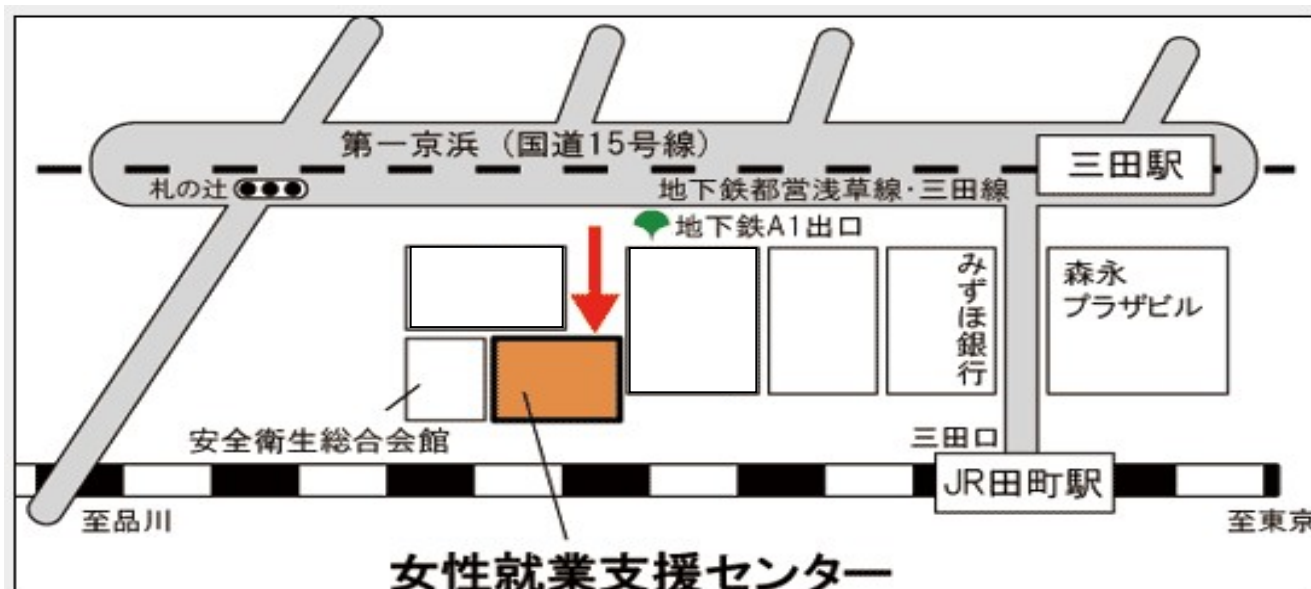 第一京浜（国道15号線）
三田駅
札の辻
地下鉄都営浅草線・三田線
地下鉄A1出口
みずほ銀行
森永
プラザビル
安全衛生総合会館
三田口
JR田町駅
至品川
至東京
女性就業支援センター